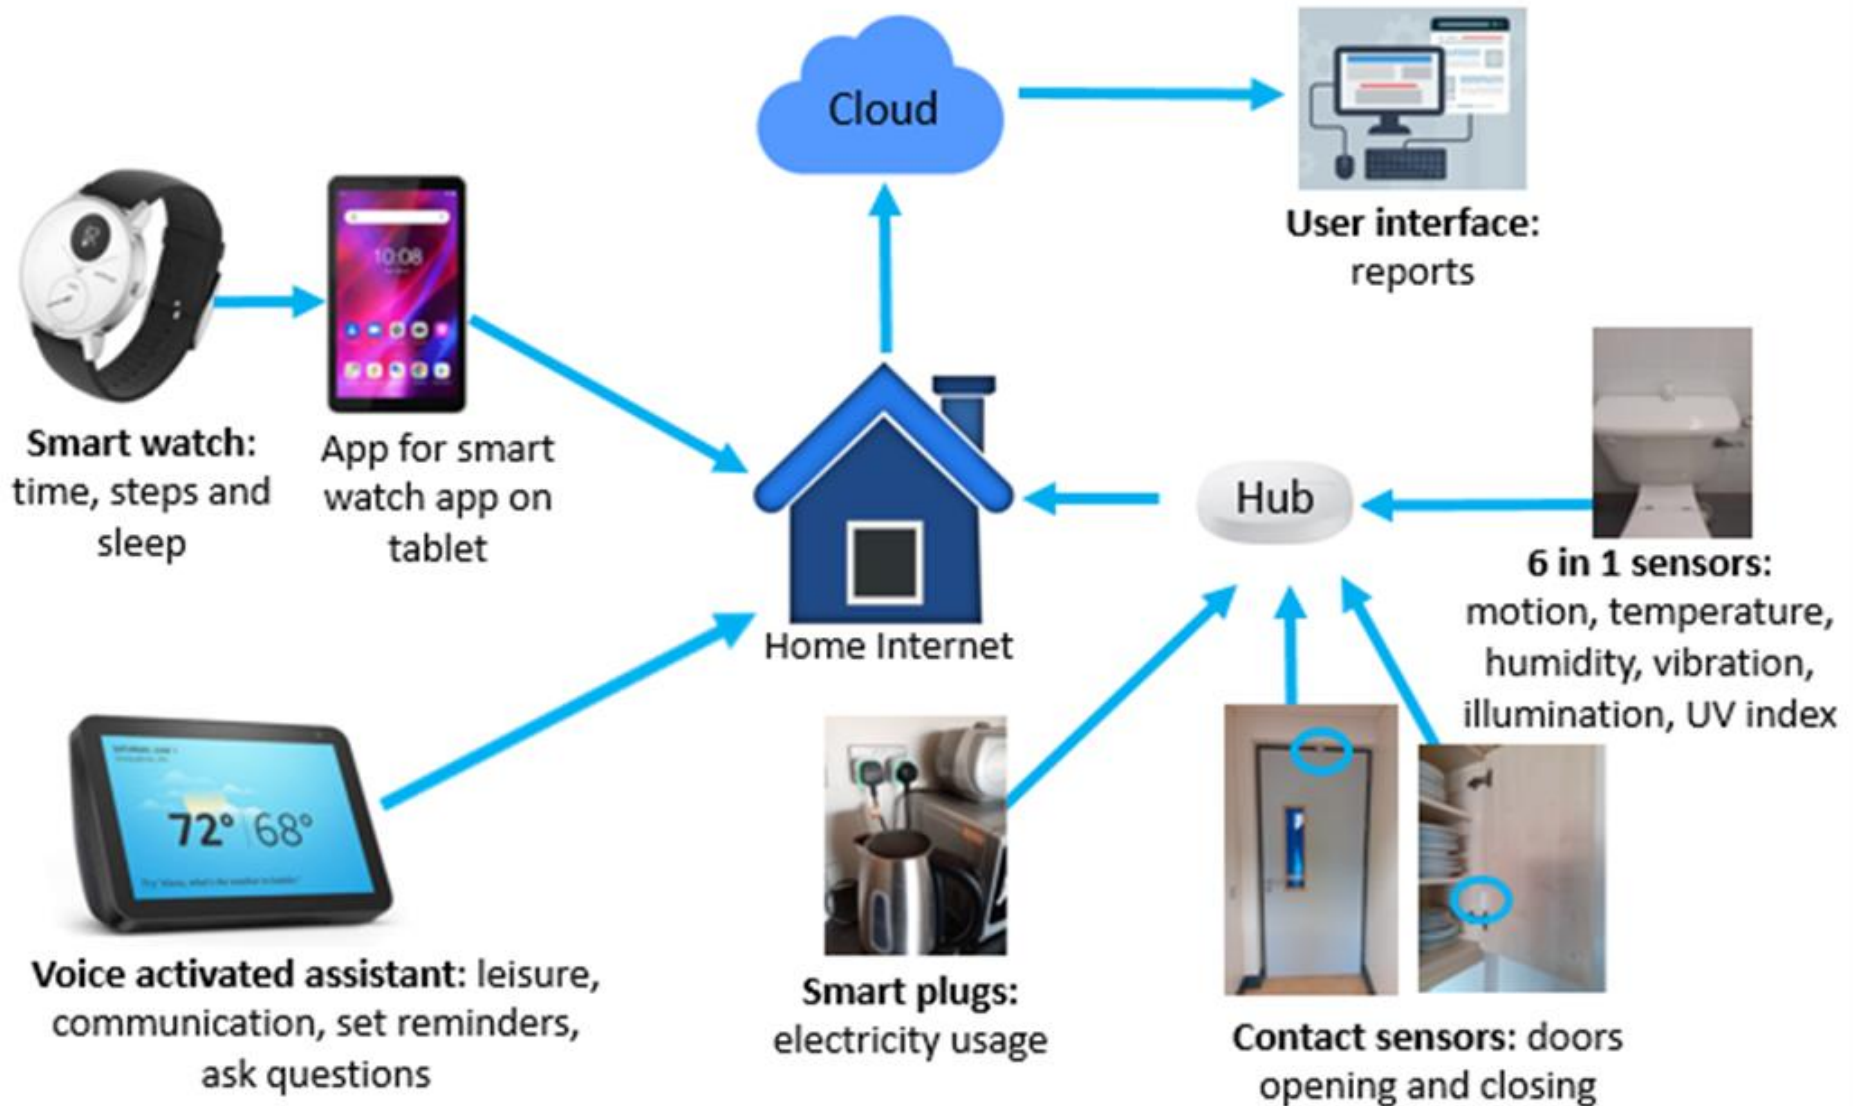 Cloud
User interface:
reports
10:08
Smart watch:
time, steps and
sleep
App for smart
watch app on
tablet
Hub
Home Internet
6 in 1 sensors:
motion, temperature,
humidity, vibration,
illumination, UV index
72° 68°
Voice activated assistant: leisure,
communication, set reminders,
ask questions
Smart plugs:
electricity usage
Contact sensors: doors
opening and closing